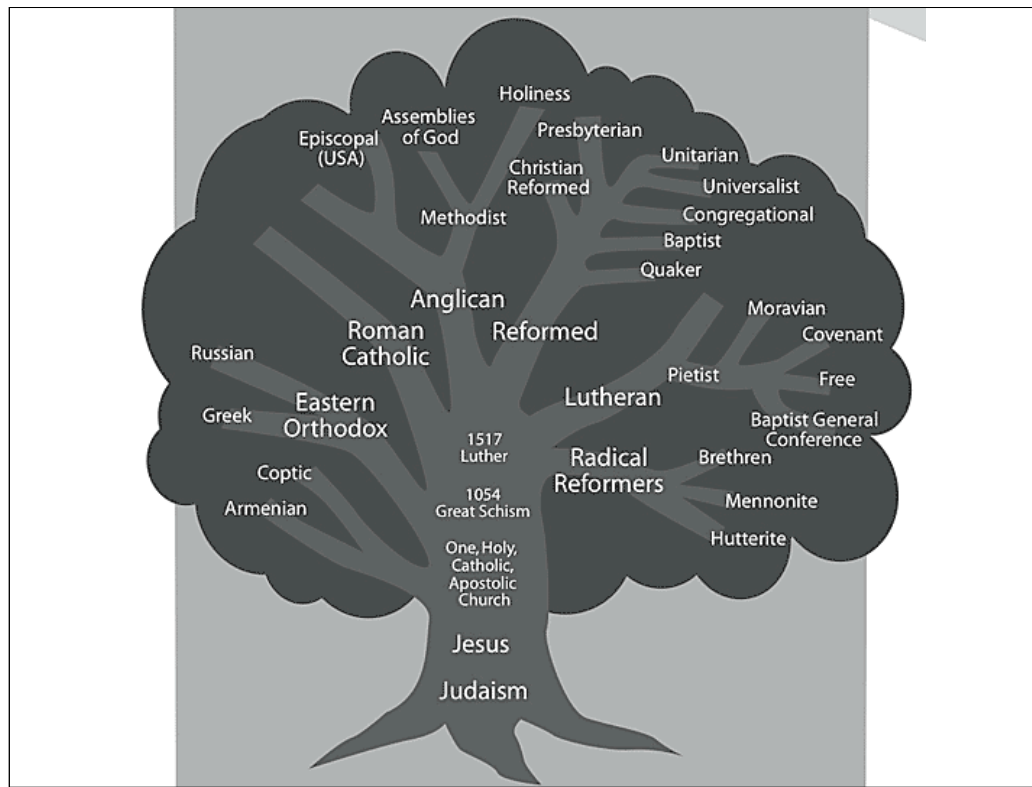 Holiness
Assemblies
of God
Presbyterian
Episcopal
(USA)
Unitarian
Christian
Reformed
Universalist
Methodist
Congregational
Baptist
Quaker
Anglican
Moravian
Roman
Catholic
Reformed
Covenant
Russian
Pietist
Free
Lutheran
Eastern
Orthodox
Greek
Baptist General
Conference
1517
Luther
Radical
Reformers
Brethren
Coptic
1054
Great Schism
Mennonite
Armenian
Hutterite
One, Holy,
Catholic,
Apostolic
Church
Jesus
Judaism